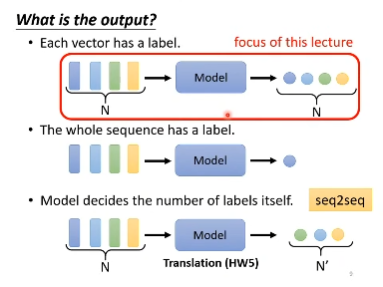 What is the output?
• Each vector has a label.
focus of this lecture
Model
N
N
• The whole sequence has a label.
Model
• Model decides the number of labels itself.
seq2seq
Model
N
Translation (HW5)
N'
9